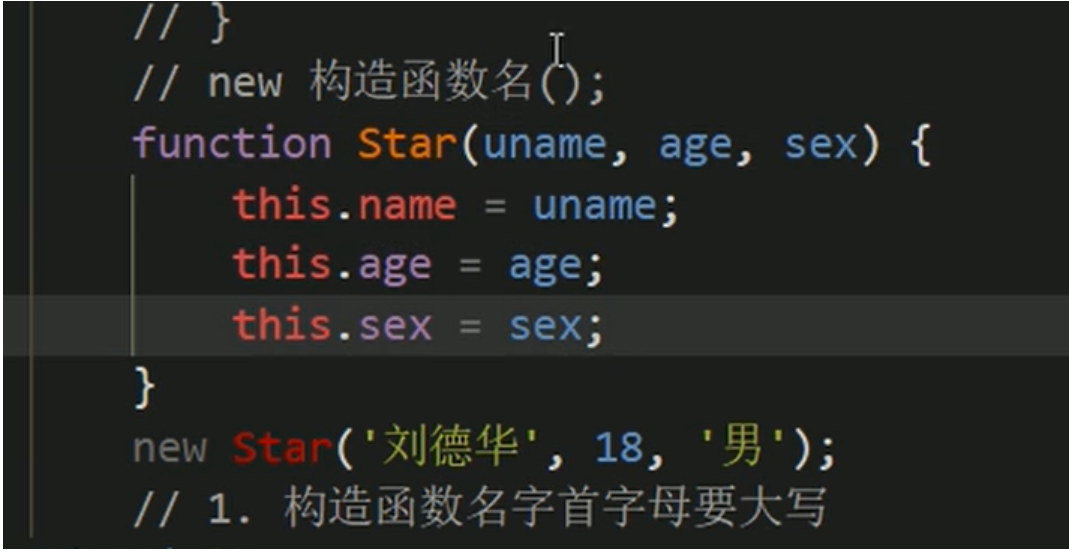 // }
// new 构造函数名();
function Star(uname, age, sex) {
this.name = uname;
this.age = age;
this.sex = sex;
}
new Star('刘德华', 18, '男');
// 1. 构造函数名字首字母要大写